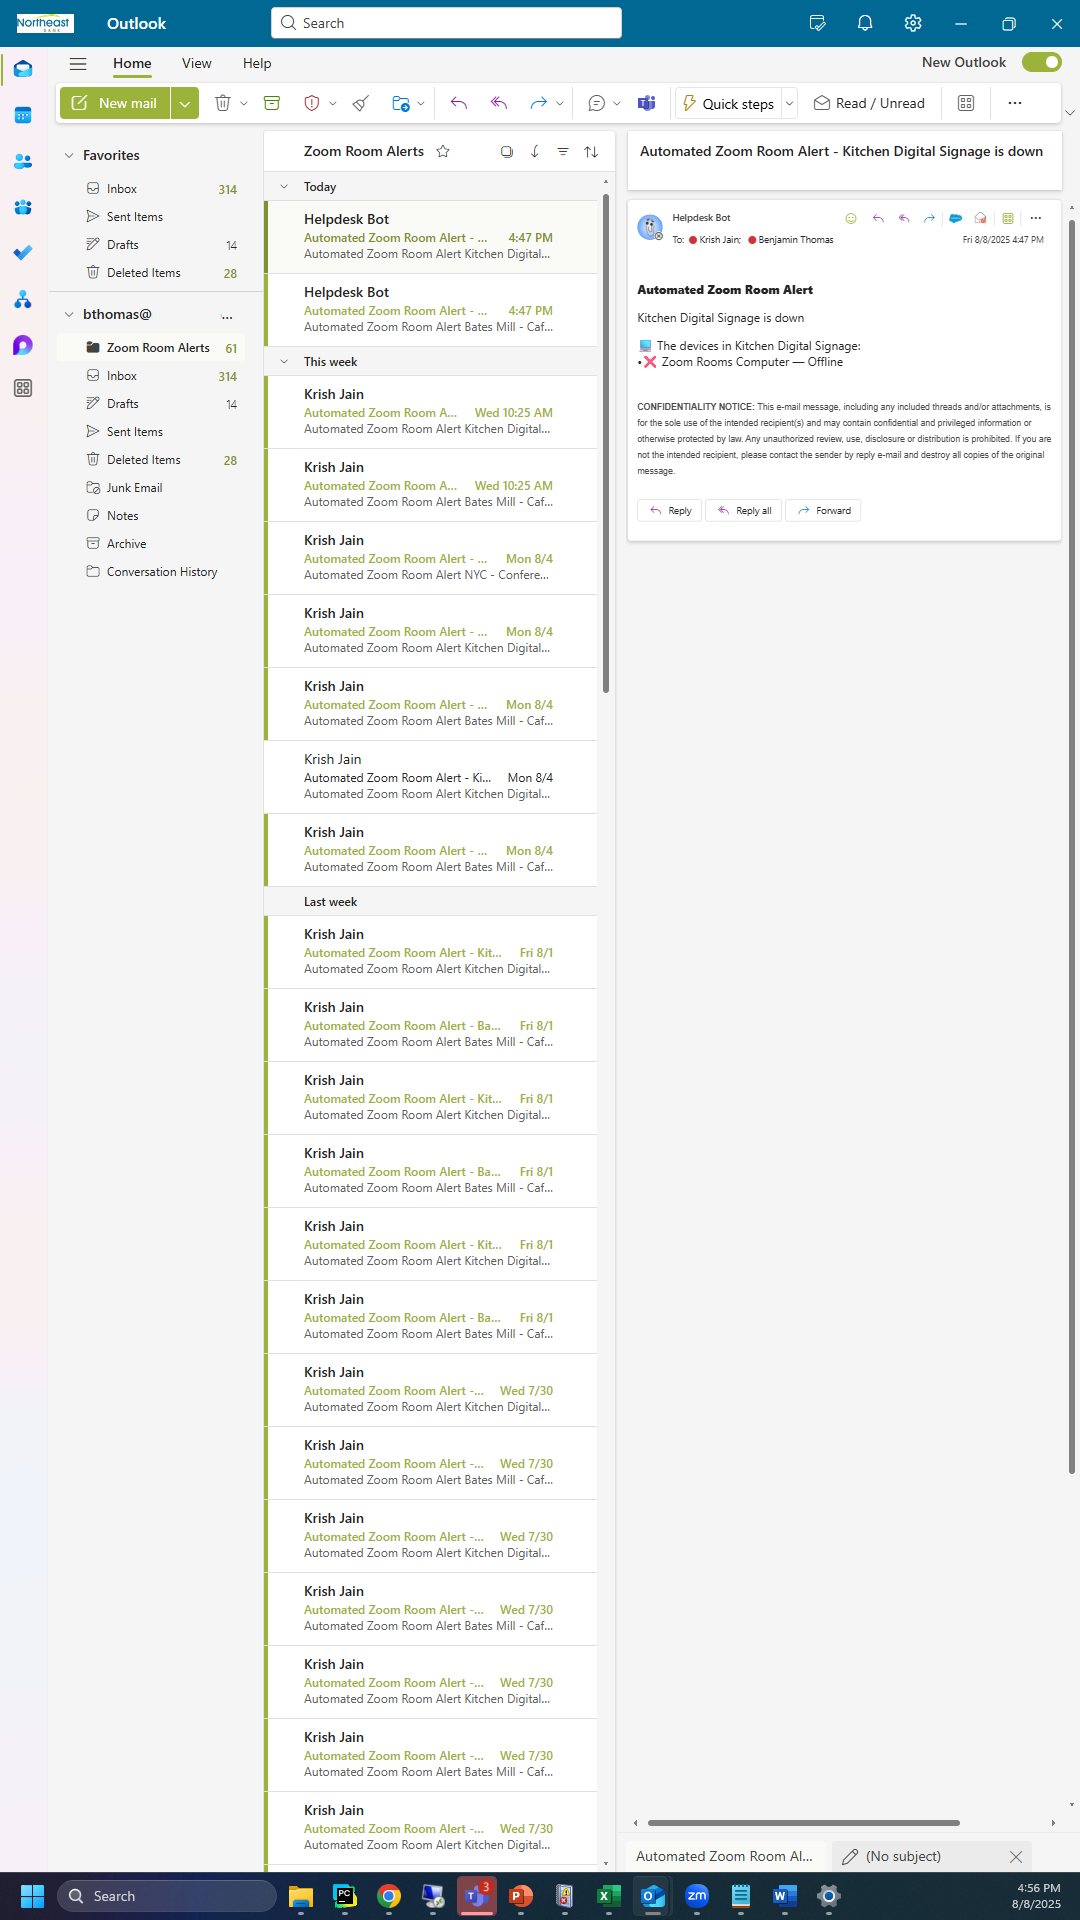 Northeast
BANK
Outlook
Search
Home
View
Help
New Outlook
New mail
Quick steps
Read / Unread
Favorites
Inbox
314
Sent Items
Drafts
14
Deleted Items
28
bthomas@
...
Zoom Room Alerts
61
Inbox
314
Drafts
14
Sent Items
Deleted Items
28
Junk Email
Notes
Archive
Conversation History
Zoom Room Alerts
Today
Helpdesk Bot
Automated Zoom Room Alert - ... 4:47 PM
Automated Zoom Room Alert Kitchen Digital...
Helpdesk Bot
Automated Zoom Room Alert - ... 4:47 PM
Automated Zoom Room Alert Bates Mill - Caf...
This week
Krish Jain
Automated Zoom Room A... Wed 10:25 AM
Automated Zoom Room Alert Kitchen Digital...
Krish Jain
Automated Zoom Room A... Wed 10:25 AM
Automated Zoom Room Alert Bates Mill - Caf...
Krish Jain
Automated Zoom Room Alert - ... Mon 8/4
Automated Zoom Room Alert NYC - Confere...
Krish Jain
Automated Zoom Room Alert - ... Mon 8/4
Automated Zoom Room Alert Kitchen Digital...
Krish Jain
Automated Zoom Room Alert - ... Mon 8/4
Automated Zoom Room Alert Bates Mill - Caf...
Krish Jain
Automated Zoom Room Alert - Ki... Mon 8/4
Automated Zoom Room Alert Kitchen Digital...
Krish Jain
Automated Zoom Room Alert - ... Mon 8/4
Automated Zoom Room Alert Bates Mill - Caf...
Last week
Krish Jain
Automated Zoom Room Alert - Kit... Fri 8/1
Automated Zoom Room Alert Kitchen Digital...
Krish Jain
Automated Zoom Room Alert - Ba... Fri 8/1
Automated Zoom Room Alert Bates Mill - Caf...
Krish Jain
Automated Zoom Room Alert - Kit... Fri 8/1
Automated Zoom Room Alert Kitchen Digital...
Krish Jain
Automated Zoom Room Alert - Ba... Fri 8/1
Automated Zoom Room Alert Bates Mill - Caf...
Krish Jain
Automated Zoom Room Alert - Kit... Fri 8/1
Automated Zoom Room Alert Kitchen Digital...
Krish Jain
Automated Zoom Room Alert - Ba... Fri 8/1
Automated Zoom Room Alert Bates Mill - Caf...
Krish Jain
Automated Zoom Room Alert -... Wed 7/30
Automated Zoom Room Alert Kitchen Digital...
Krish Jain
Automated Zoom Room Alert -... Wed 7/30
Automated Zoom Room Alert Bates Mill - Caf...
Krish Jain
Automated Zoom Room Alert -... Wed 7/30
Automated Zoom Room Alert Kitchen Digital...
Krish Jain
Automated Zoom Room Alert -... Wed 7/30
Automated Zoom Room Alert Bates Mill - Caf...
Krish Jain
Automated Zoom Room Alert -... Wed 7/30
Automated Zoom Room Alert Kitchen Digital...
Krish Jain
Automated Zoom Room Alert -... Wed 7/30
Automated Zoom Room Alert Bates Mill - Caf...
Krish Jain
Automated Zoom Room Alert -... Wed 7/30
Automated Zoom Room Alert Kitchen Digital...
Automated Zoom Room Alert - Kitchen Digital Signage is down
Helpdesk Bot
To: Krish Jain; Benjamin Thomas
Fri 8/8/2025 4:47 PM
Automated Zoom Room Alert
Kitchen Digital Signage is down
The devices in Kitchen Digital Signage:
•❌ Zoom Rooms Computer — Offline
CONFIDENTIALITY NOTICE: This e-mail message, including any included threads and/or attachments, is
for the sole use of the intended recipient(s) and may contain confidential and privileged information or
otherwise protected by law. Any unauthorized review, use, disclosure or distribution is prohibited. If you are
not the intended recipient, please contact the sender by reply e-mail and destroy all copies of the original
message.
Reply
Reply all
Forward
Automated Zoom Room Al...
(No subject)
Search
PC
T
3
P
X
zm
W
4:56 PM
8/8/2025